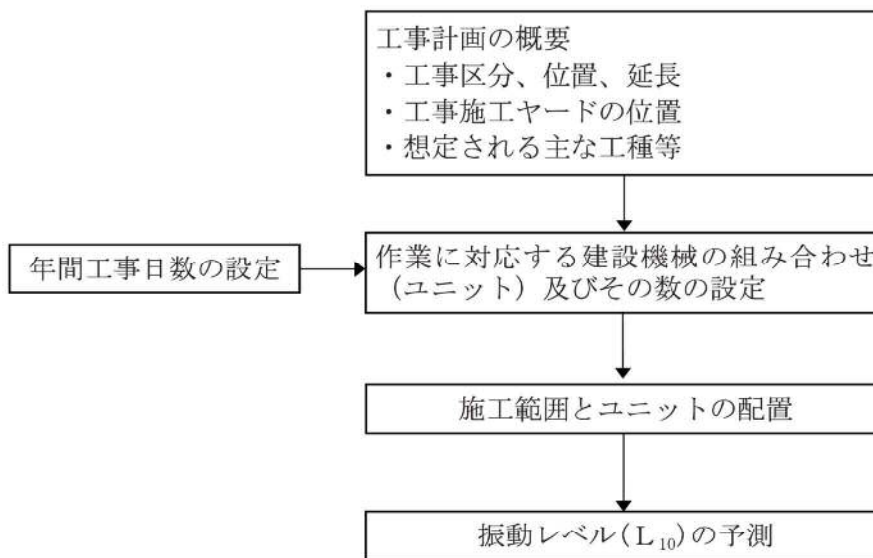 工事計画の概要
・工事区分、位置、延長
・工事施工ヤードの位置
・想定される主な工種等
年間工事日数の設定
作業に対応する建設機械の組み合わせ
(ユニット) 及びその数の設定
施工範囲とユニットの配置
振動レベル(L10)の予測